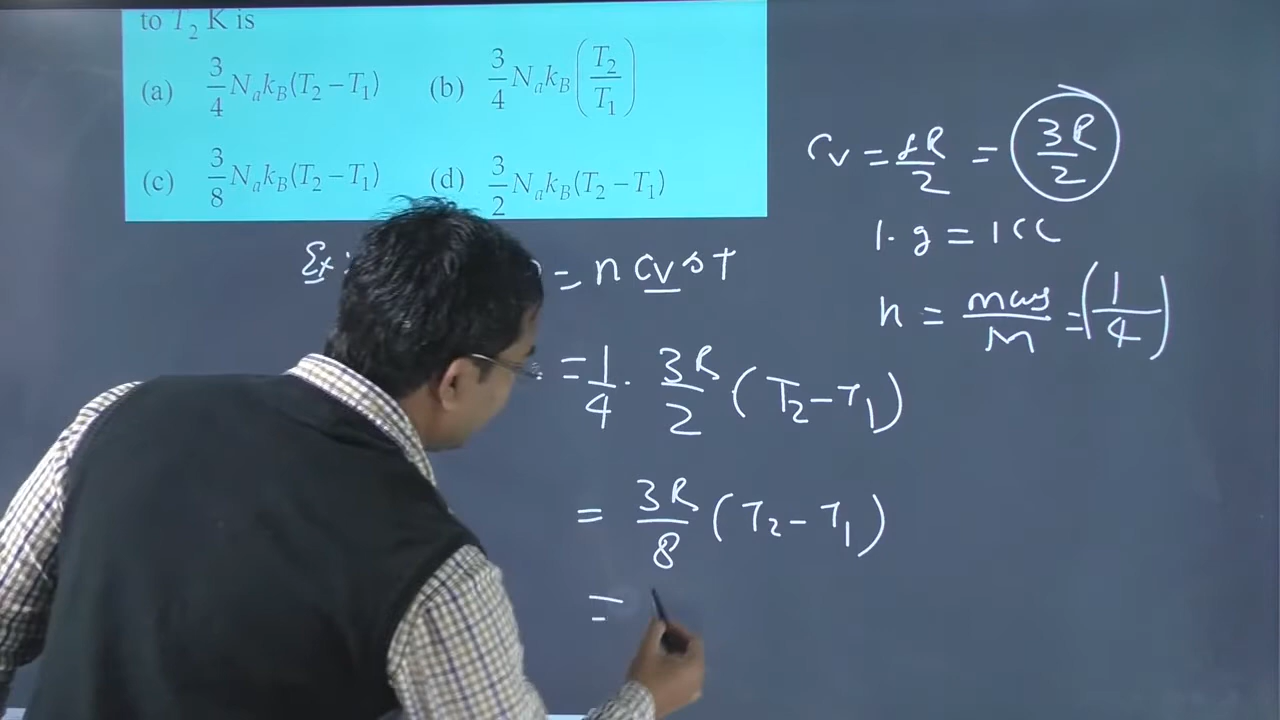 to T₂ K is
(a) 3/4 Nₐk_B(T₂ – T₁) (b) 3/4 Nₐk_B(T₂/T₁)
(c) 3/8 Nₐk_B(T₂ – T₁) (d) 3/2 Nₐk_B(T₂ – T₁)
Cv = fR/2 = 3R/2
1. g = 1
= n Cv
n = mass/M = (1/4)
= 1/4 . 3R/2 (T₂ – T₁)
= 3R/8 (T₂ – T₁)
=